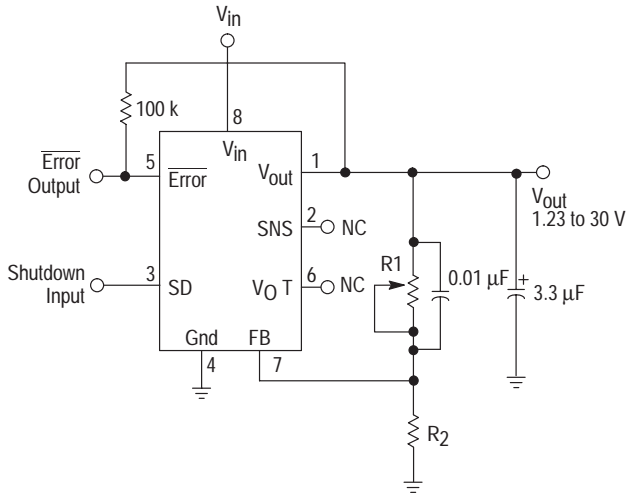 Vin
100 k
8
Vin
Error
Output
5
Error
Vout
1
Vout
1.23 to 30 V
SNS
2
NC
Shutdown
Input
3
SD
VO T
6
NC
R1
0.01 µF
+
3.3 µF
Gnd
FB
4
7
R2